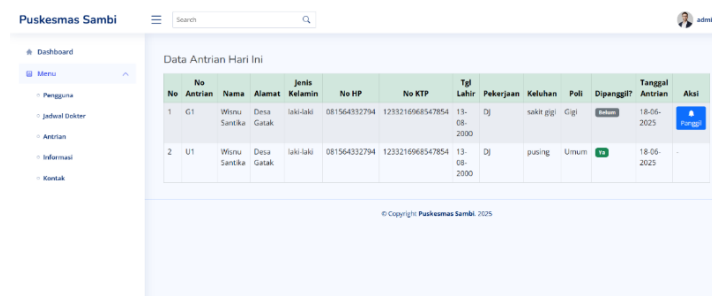 Puskesmas Sambi
Search
admi
Dashboard
Menu
Pengguna
Jadwal Dokter
Antrian
Informasi
Kontak
Data Antrian Hari Ini
No No Antrian Nama Alamat Jenis Kelamin No HP No KTP Tgl Lahir Pekerjaan Keluhan Poli Dipanggil? Tanggal Antrian Aksi
1 G1 Wisnu Santika Desa Gatak laki-laki 081564332794 1233216968547854 13-08-2000 DJ sakit gigi Gigi Belum 18-06-2025 Panggil
2 U1 Wisnu Santika Desa Gatak laki-laki 081564332794 1233216968547854 13-08-2000 DJ pusing Umum Ya 18-06-2025 -
© Copyright Puskesmas Sambi. 2025